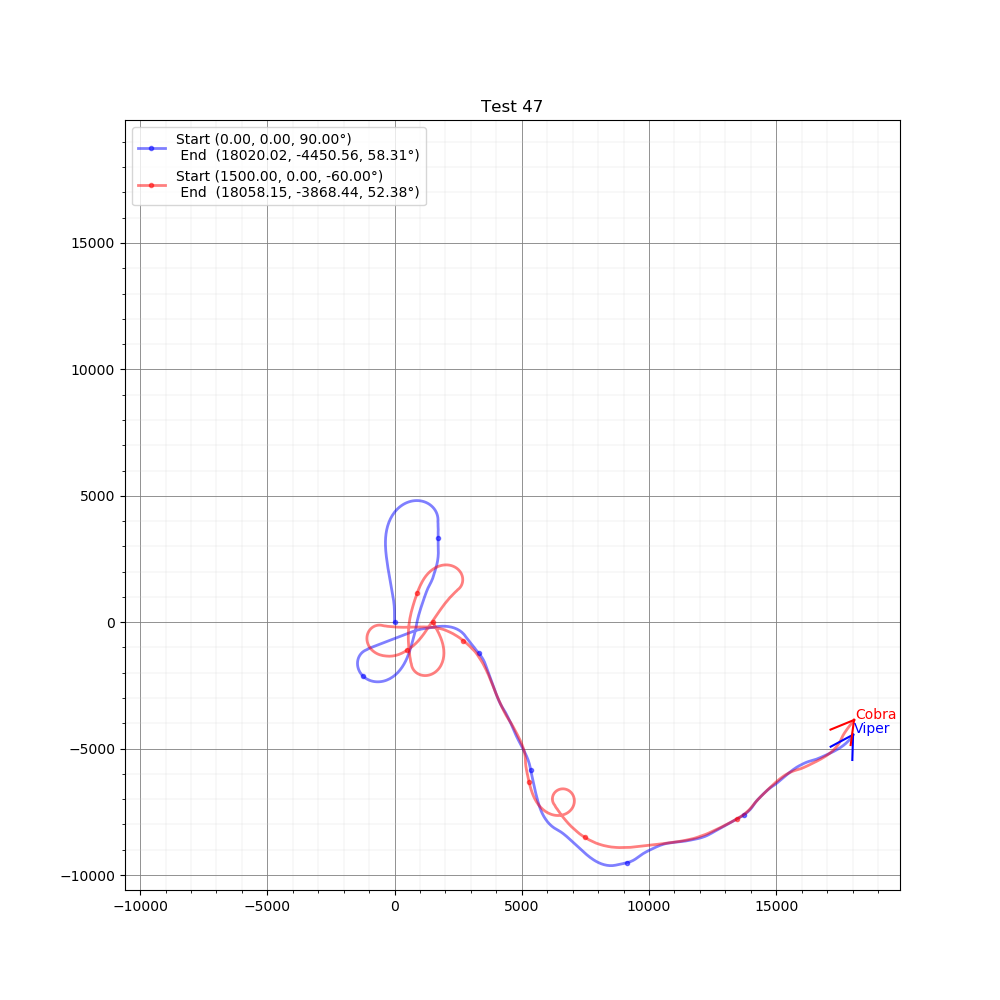 Test 47
Start (0.00, 0.00, 90.00°)
End  (18020.02, -4450.56, 58.31°)
Start (1500.00, 0.00, -60.00°)
End  (18058.15, -3868.44, 52.38°)
15000
10000
5000
0
−5000
−10000
Cobra
Viper
−10000
−5000
0
5000
10000
15000